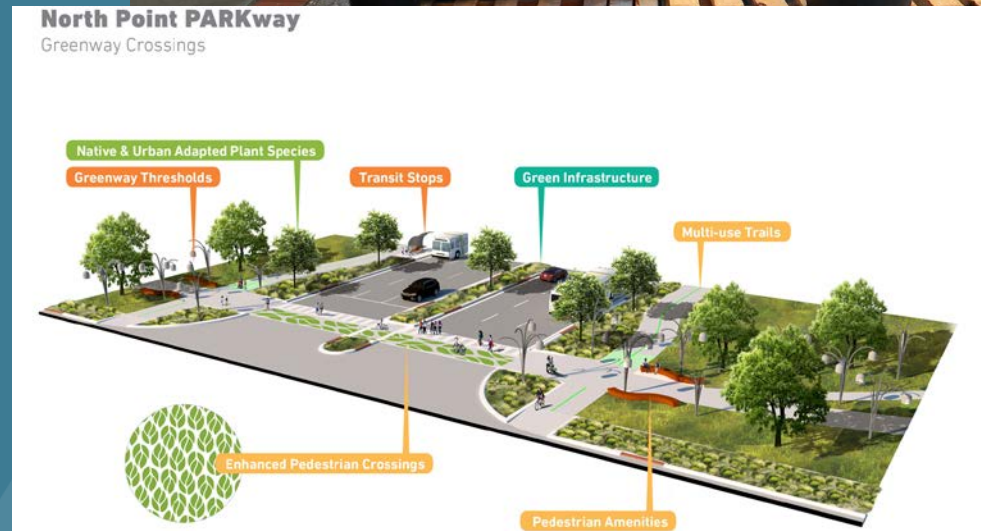 North Point PARKway
Greenway Crossings
Native & Urban Adapted Plant Species
Greenway Thresholds
Transit Stops
Green Infrastructure
Multi-use Trails
Enhanced Pedestrian Crossings
Pedestrian Amenities